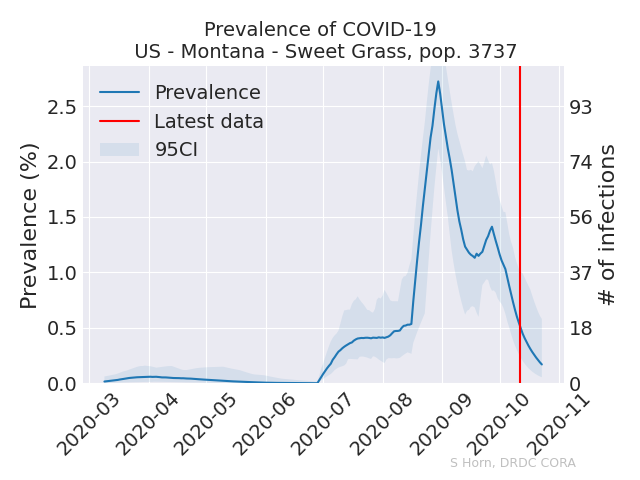 Prevalence of COVID-19
US - Montana - Sweet Grass, pop. 3737
Prevalence
Latest data
95CI
Prevalence (%)
2.5
2.0
1.5
1.0
0.5
0.0
93
74
56
37
18
0
# of infections
2020-03
2020-04
2020-05
2020-06
2020-07
2020-08
2020-09
2020-10
2020-11
S Horn, DRDC CORA